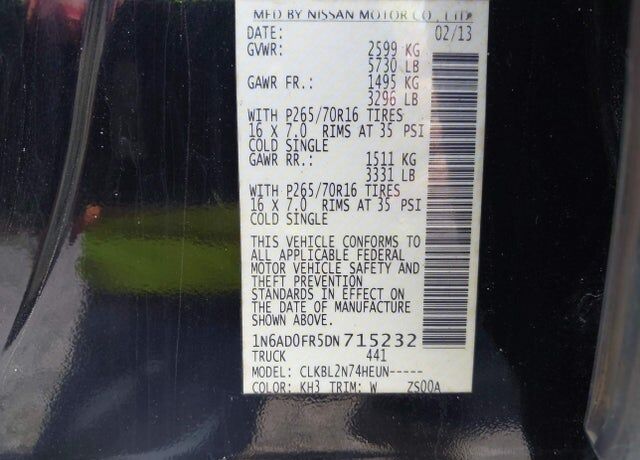 MFD BY NISSAN MOTOR CO., LTD.
DATE: 02/13
GVWR: 2599 KG
5730 LB
GAWR FR.: 1495 KG
3296 LB
WITH P265/70R16 TIRES
16 X 7.0 RIMS AT 35 PSI
COLD SINGLE
GAWR RR.: 1511 KG
3331 LB
WITH P265/70R16 TIRES
16 X 7.0 RIMS AT 35 PSI
COLD SINGLE
THIS VEHICLE CONFORMS TO
ALL APPLICABLE FEDERAL
MOTOR VEHICLE SAFETY AND
THEFT PREVENTION
STANDARDS IN EFFECT ON
THE DATE OF MANUFACTURE
SHOWN ABOVE.
1N6AD0FR5DN715232
TRUCK 441
MODEL: CLKBL2N74HEUN-----
COLOR: KH3 TRIM: W ZS00A